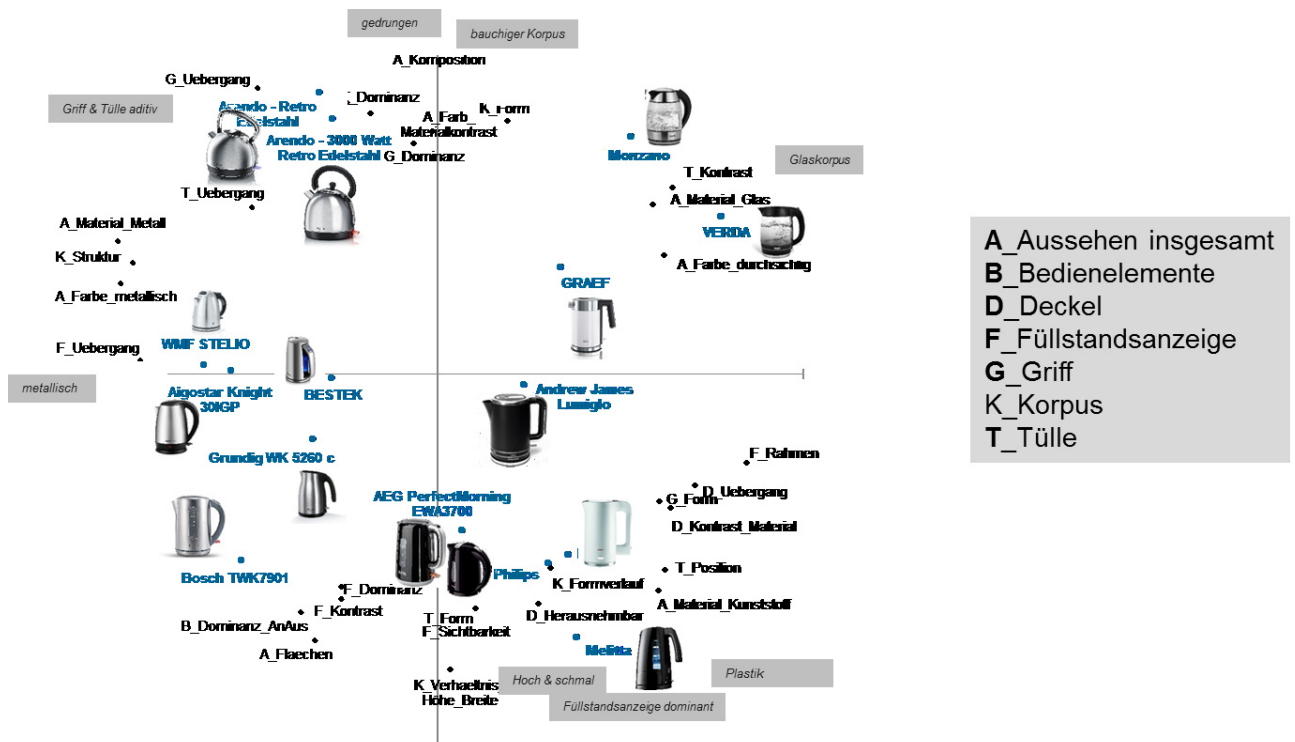 gedrungen
bauchiger Korpus
A_Komposition
G_Uebergang
Griff & Tülle aditiv
Arendo - Retro
Edelstahl
_Dominanz
A_Farb_
Materialkontrast
K_Form
Arendo - 3000 Watt
Retro Edelstahl
G_Dominanz
Monzano
Glaskorpus
T_Kontrast
T_Uebergang
A_Material_Glas
A_Material_Metall
VERDA
K_Struktur
A_Farbe_durchsichtig
GRAEF
A_Farbe_metallisch
WMF STELIO
F_Uebergang
metallisch
Aigostar Knight
30IGP
BESTEK
Andrew James
Lumiglo
Grundig WK 5260 c
F_Rahmen
AEG PerfectMorning
EWA3700
D_Uebergang
G_Form
D_Kontrast_Material
Bosch TWK7901
Philips
T_Position
K_Formverlauf
F_Dominanz
A_Material_Kunststoff
F_Kontrast
D_Herausnehmbar
B_Dominanz_AnAus
T_Form
F_Sichtbarkeit
A_Flaechen
Melitta
K_Verhaeltnis
Höhe_Breite
Hoch & schmal
Plastik
Füllstandsanzeige dominant
A_Aussehen insgesamt
B_Bedienelemente
D_Deckel
F_Füllstandsanzeige
G_Griff
K_Korpus
T_Tülle